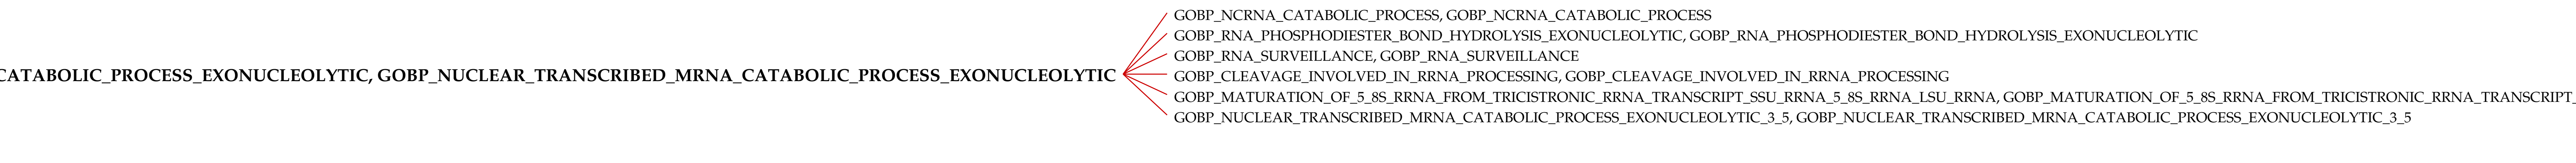 GOBP_NCRNA_CATABOLIC_PROCESS, GOBP_NCRNA_CATABOLIC_PROCESS
GOBP_RNA_PHOSPHODIESTER_BOND_HYDROLYSIS_EXONUCLEOLYTIC, GOBP_RNA_PHOSPHODIESTER_BOND_HYDROLYSIS_EXONUCLEOLYTIC
GOBP_RNA_SURVEILLANCE, GOBP_RNA_SURVEILLANCE
CATABOLIC_PROCESS_EXONUCLEOLYTIC, GOBP_NUCLEAR_TRANSCRIBED_MRNA_CATABOLIC_PROCESS_EXONUCLEOLYTIC
GOBP_CLEAVAGE_INVOLVED_IN_RRNA_PROCESSING, GOBP_CLEAVAGE_INVOLVED_IN_RRNA_PROCESSING
GOBP_MATURATION_OF_5_8S_RRNA_FROM_TRICISTRONIC_RRNA_TRANSCRIPT_SSU_RRNA_5_8S_RRNA_LSU_RRNA, GOBP_MATURATION_OF_5_8S_RRNA_FROM_TRICISTRONIC_RRNA_TRANSCRIPT_
GOBP_NUCLEAR_TRANSCRIBED_MRNA_CATABOLIC_PROCESS_EXONUCLEOLYTIC_3_5, GOBP_NUCLEAR_TRANSCRIBED_MRNA_CATABOLIC_PROCESS_EXONUCLEOLYTIC_3_5